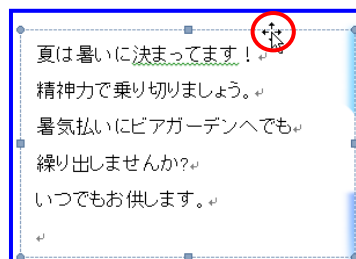 夏は暑いに決まってます！
精神力で乗り切りましょう。
暑気払いにビアガーデンへでも
繰り出しませんか?
いつでもお供します。